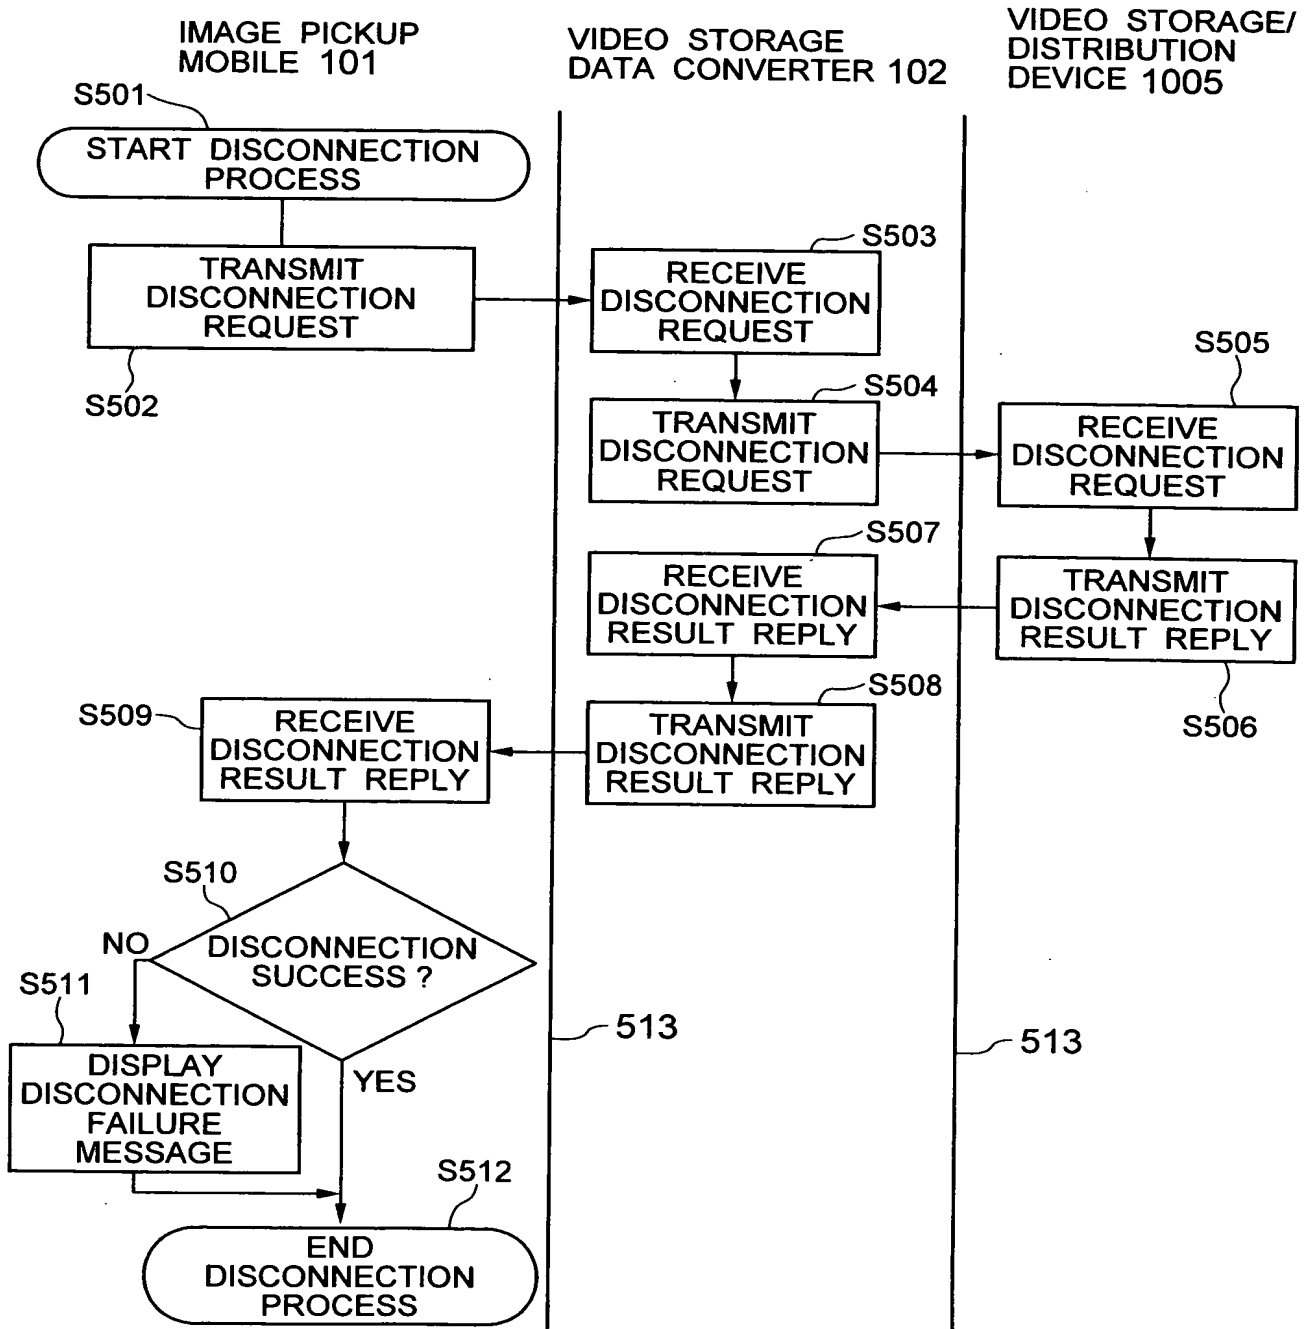 IMAGE PICKUP
MOBILE 101
VIDEO STORAGE
DATA CONVERTER 102
VIDEO STORAGE/
DISTRIBUTION
DEVICE 1005
S501
START DISCONNECTION
PROCESS
TRANSMIT
DISCONNECTION
REQUEST
S502
S503
RECEIVE
DISCONNECTION
REQUEST
S504
TRANSMIT
DISCONNECTION
REQUEST
S505
RECEIVE
DISCONNECTION
REQUEST
TRANSMIT
DISCONNECTION
RESULT REPLY
S506
S507
RECEIVE
DISCONNECTION
RESULT REPLY
S508
TRANSMIT
DISCONNECTION
RESULT REPLY
S509
RECEIVE
DISCONNECTION
RESULT REPLY
S510
DISCONNECTION
SUCCESS ?
NO
YES
S511
DISPLAY
DISCONNECTION
FAILURE
MESSAGE
S512
END
DISCONNECTION
PROCESS
513
513